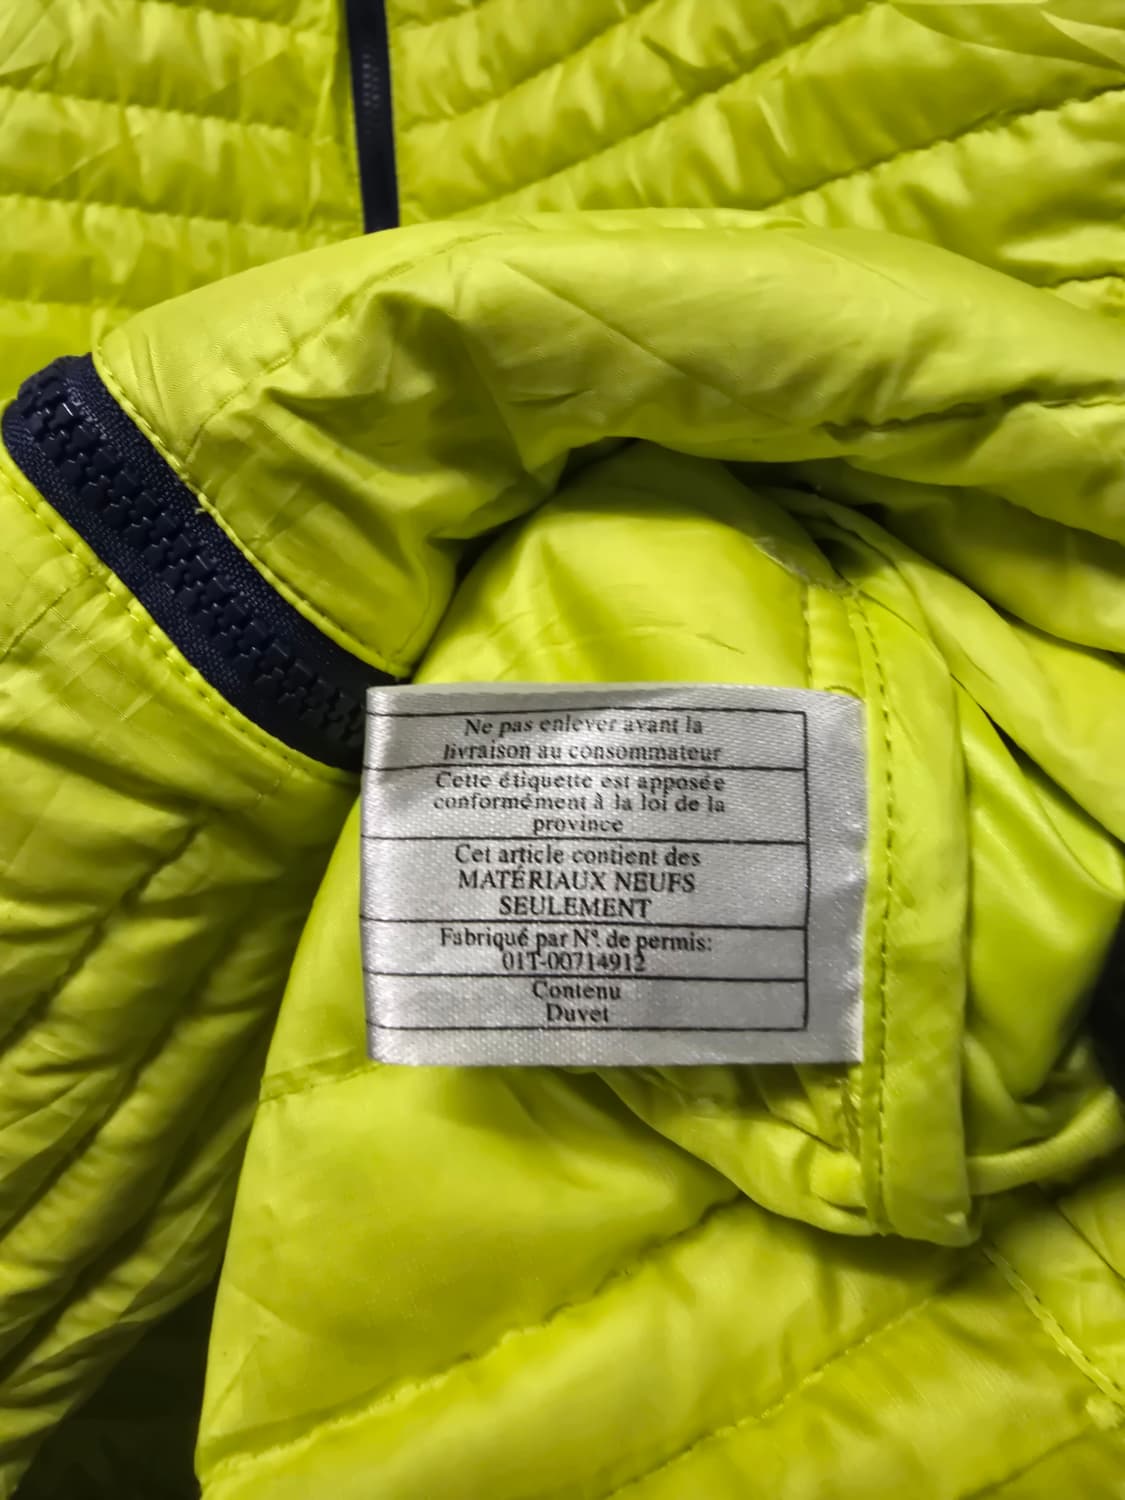 Ne pas enlever avant la
livraison au consommateur
Cette étiquette est apposée
conformément à la loi de la
province
Cet article contient des
MATÉRIAUX NEUFS
SEULEMENT
Fabriqué par Nº. de permis:
01T-00714912
Contenu
Duvet